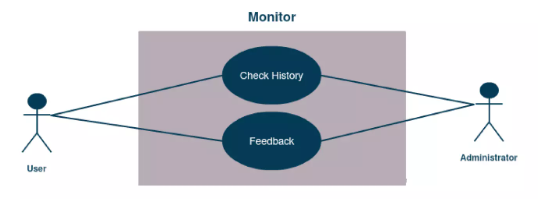 Monitor
Check History
Feedback
User
Administrator